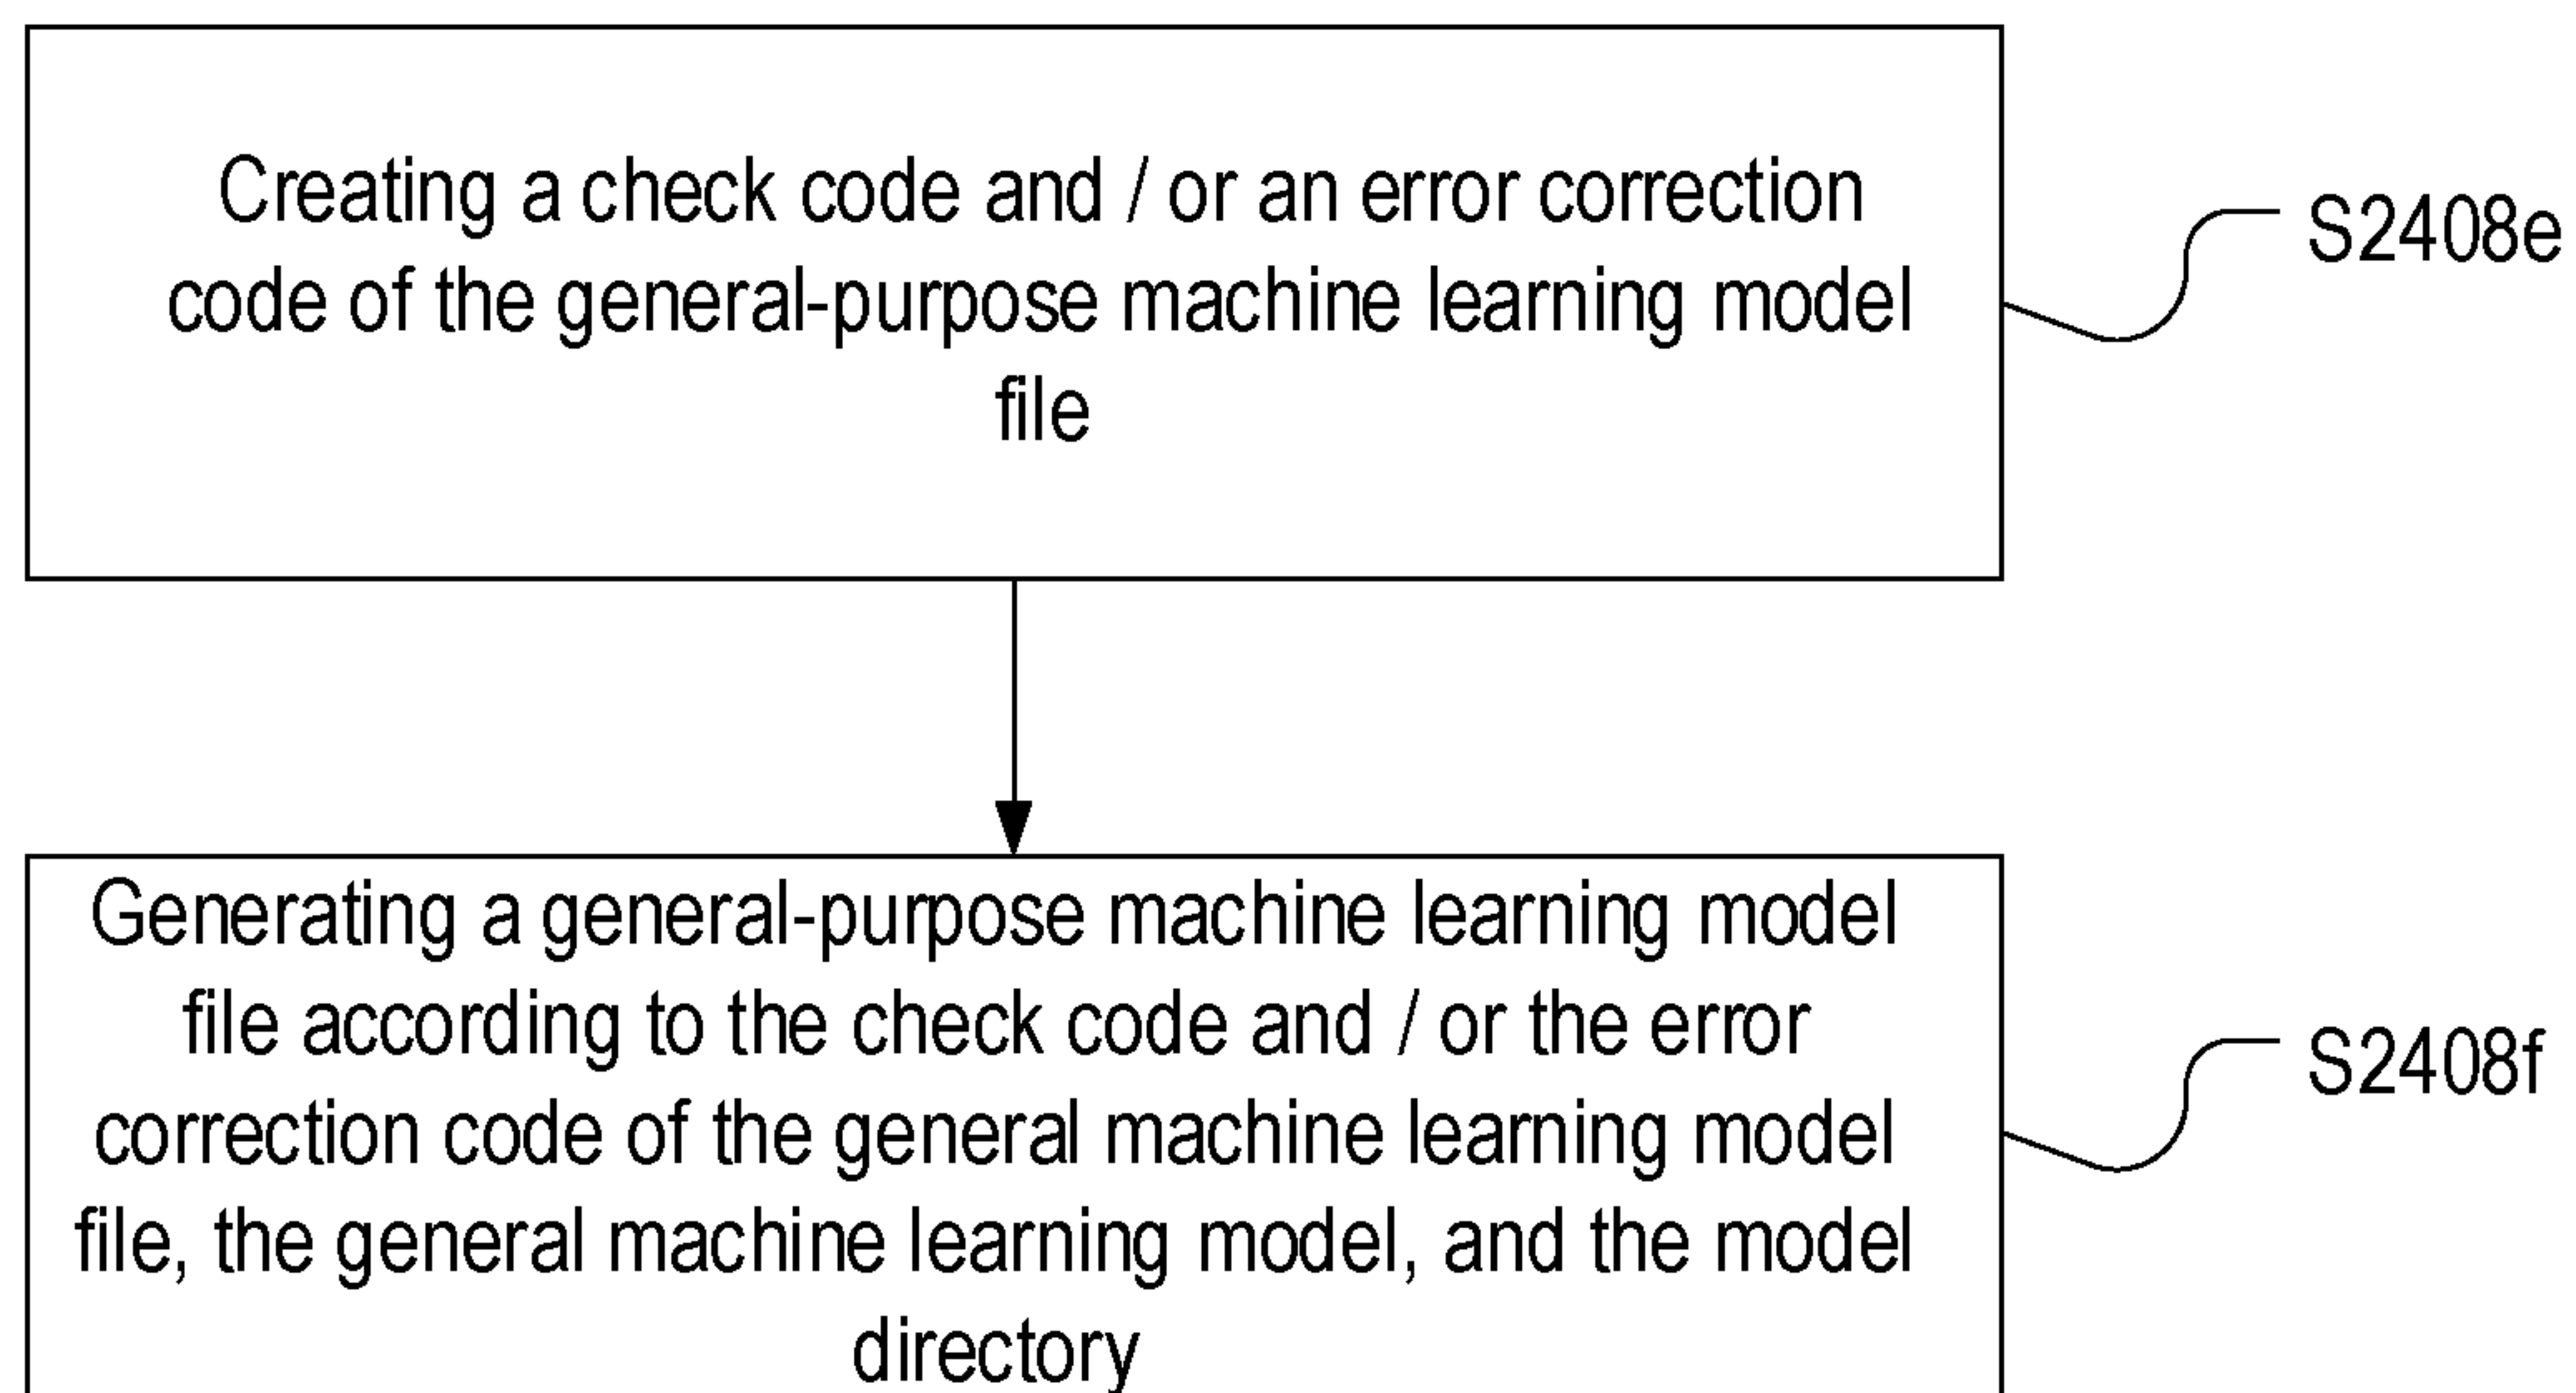 Creating a check code and / or an error correction
code of the general-purpose machine learning model
file
S2408e
Generating a general-purpose machine learning model
file according to the check code and / or the error
correction code of the general machine learning model
file, the general machine learning model, and the model
directory
S2408f